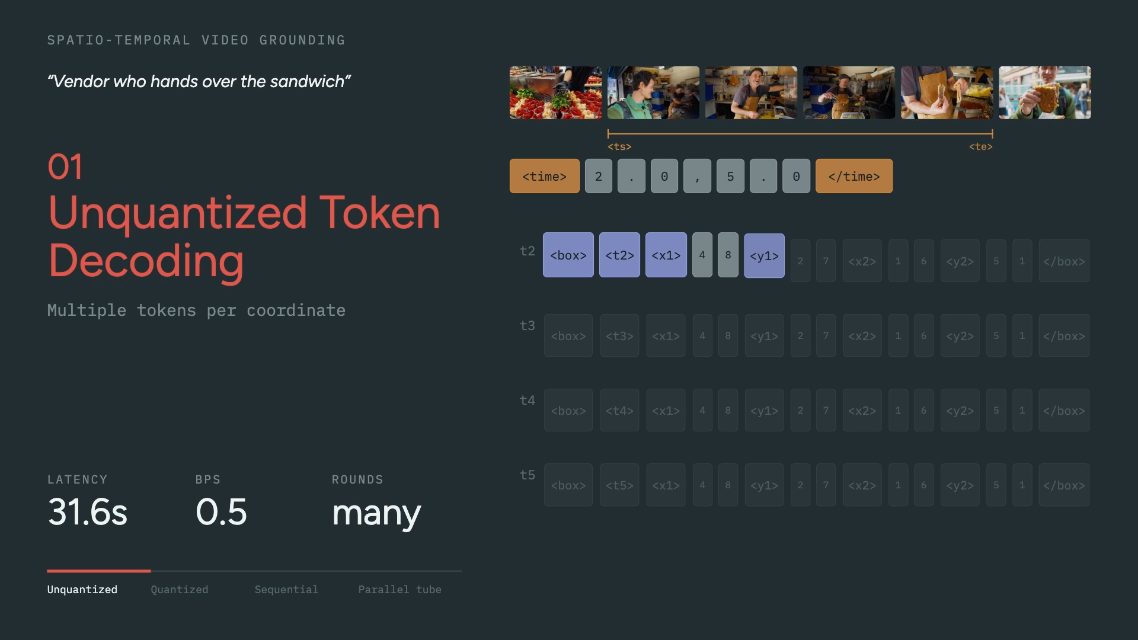 SPATIO-TEMPORAL VIDEO GROUNDING
“Vendor who hands over the sandwich”
01
Unquantized Token
Decoding
Multiple tokens per coordinate
LATENCY BPS ROUNDS
31.6s 0.5 many
Unquantized Quantized Sequential Parallel tube
<ts> <te>
<time> 2 . 0 , 5 . 0 </time>
t2 <box> <t2> <x1> 4 8 <y1> 2 7 <x2> 1 6 <y2> 5 1 </box>
t3 <box> <t3> <x1> 4 8 <y1> 2 7 <x2> 1 6 <y2> 5 1 </box>
t4 <box> <t4> <x1> 4 8 <y1> 2 7 <x2> 1 6 <y2> 5 1 </box>
t5 <box> <t5> <x1> 4 8 <y1> 2 7 <x2> 1 6 <y2> 5 1 </box>